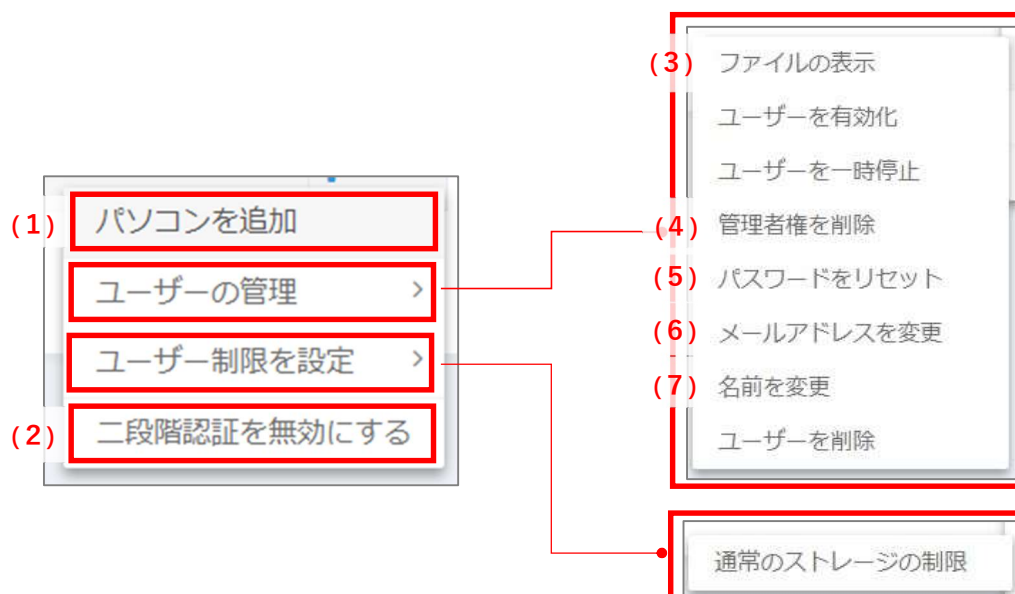 (1) パソコンを追加
ユーザーの管理 >
ユーザー制限を設定 >
(2) 二段階認証を無効にする
(3) ファイルの表示
ユーザーを有効化
ユーザーを一時停止
(4) 管理者権を削除
(5) パスワードをリセット
(6) メールアドレスを変更
(7) 名前を変更
ユーザーを削除
通常のストレージの制限